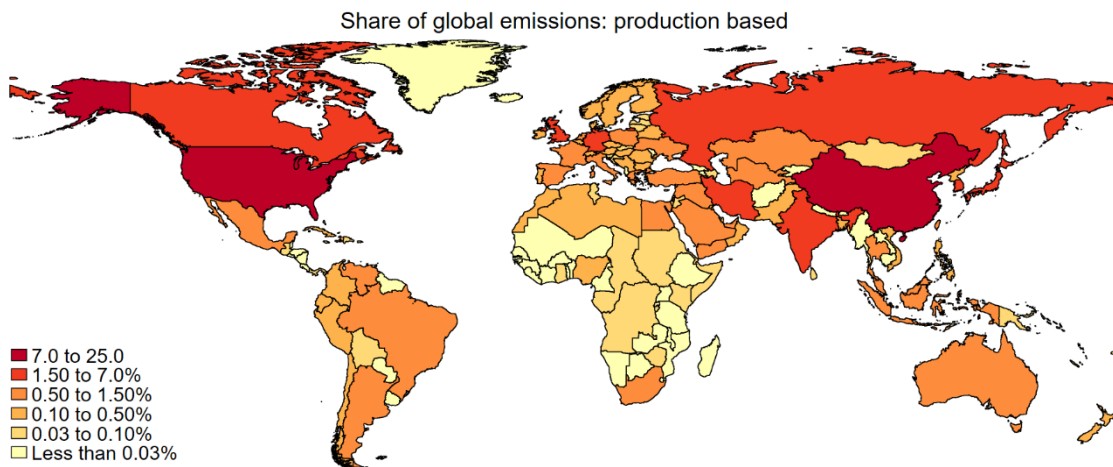 Share of global emissions: production based
7.0 to 25.0
1.50 to 7.0%
0.50 to 1.50%
0.10 to 0.50%
0.03 to 0.10%
Less than 0.03%